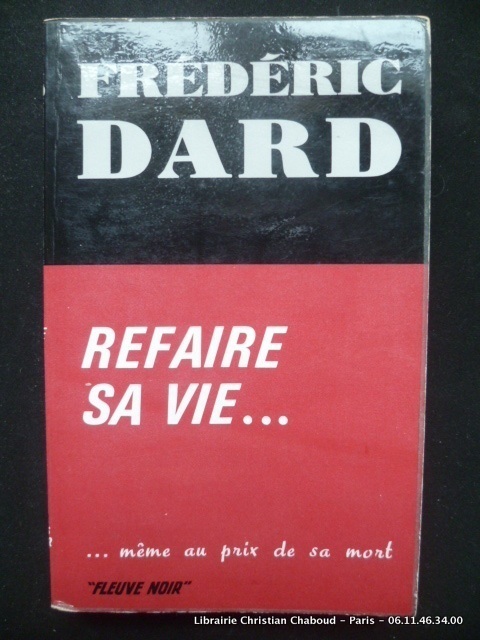 FRÉDÉRIC
DARD
REFAIRE
SA VIE...
... même au prix de sa mort
"FLEUVE NOIR"
Librairie Christian Chaboud - Paris - 06.11.46.34.00